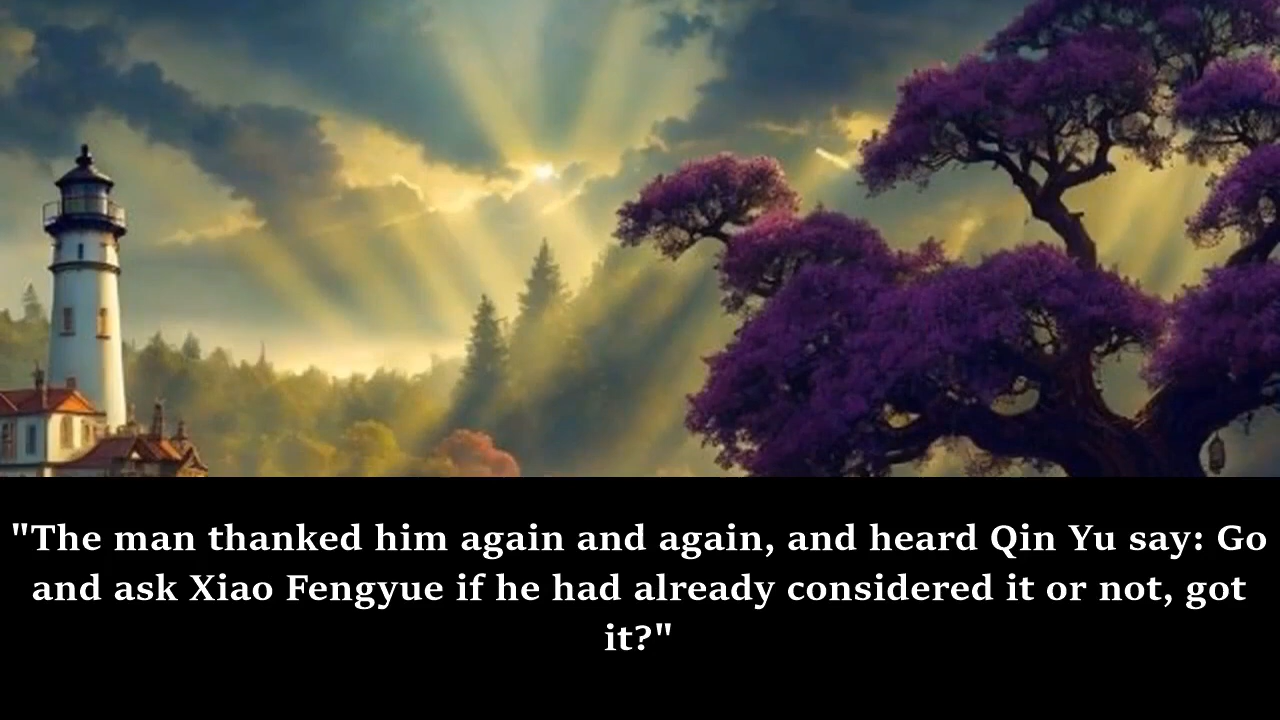 "The man thanked him again and again, and heard Qin Yu say: Go
and ask Xiao Fengyue if he had already considered it or not, got
it?"